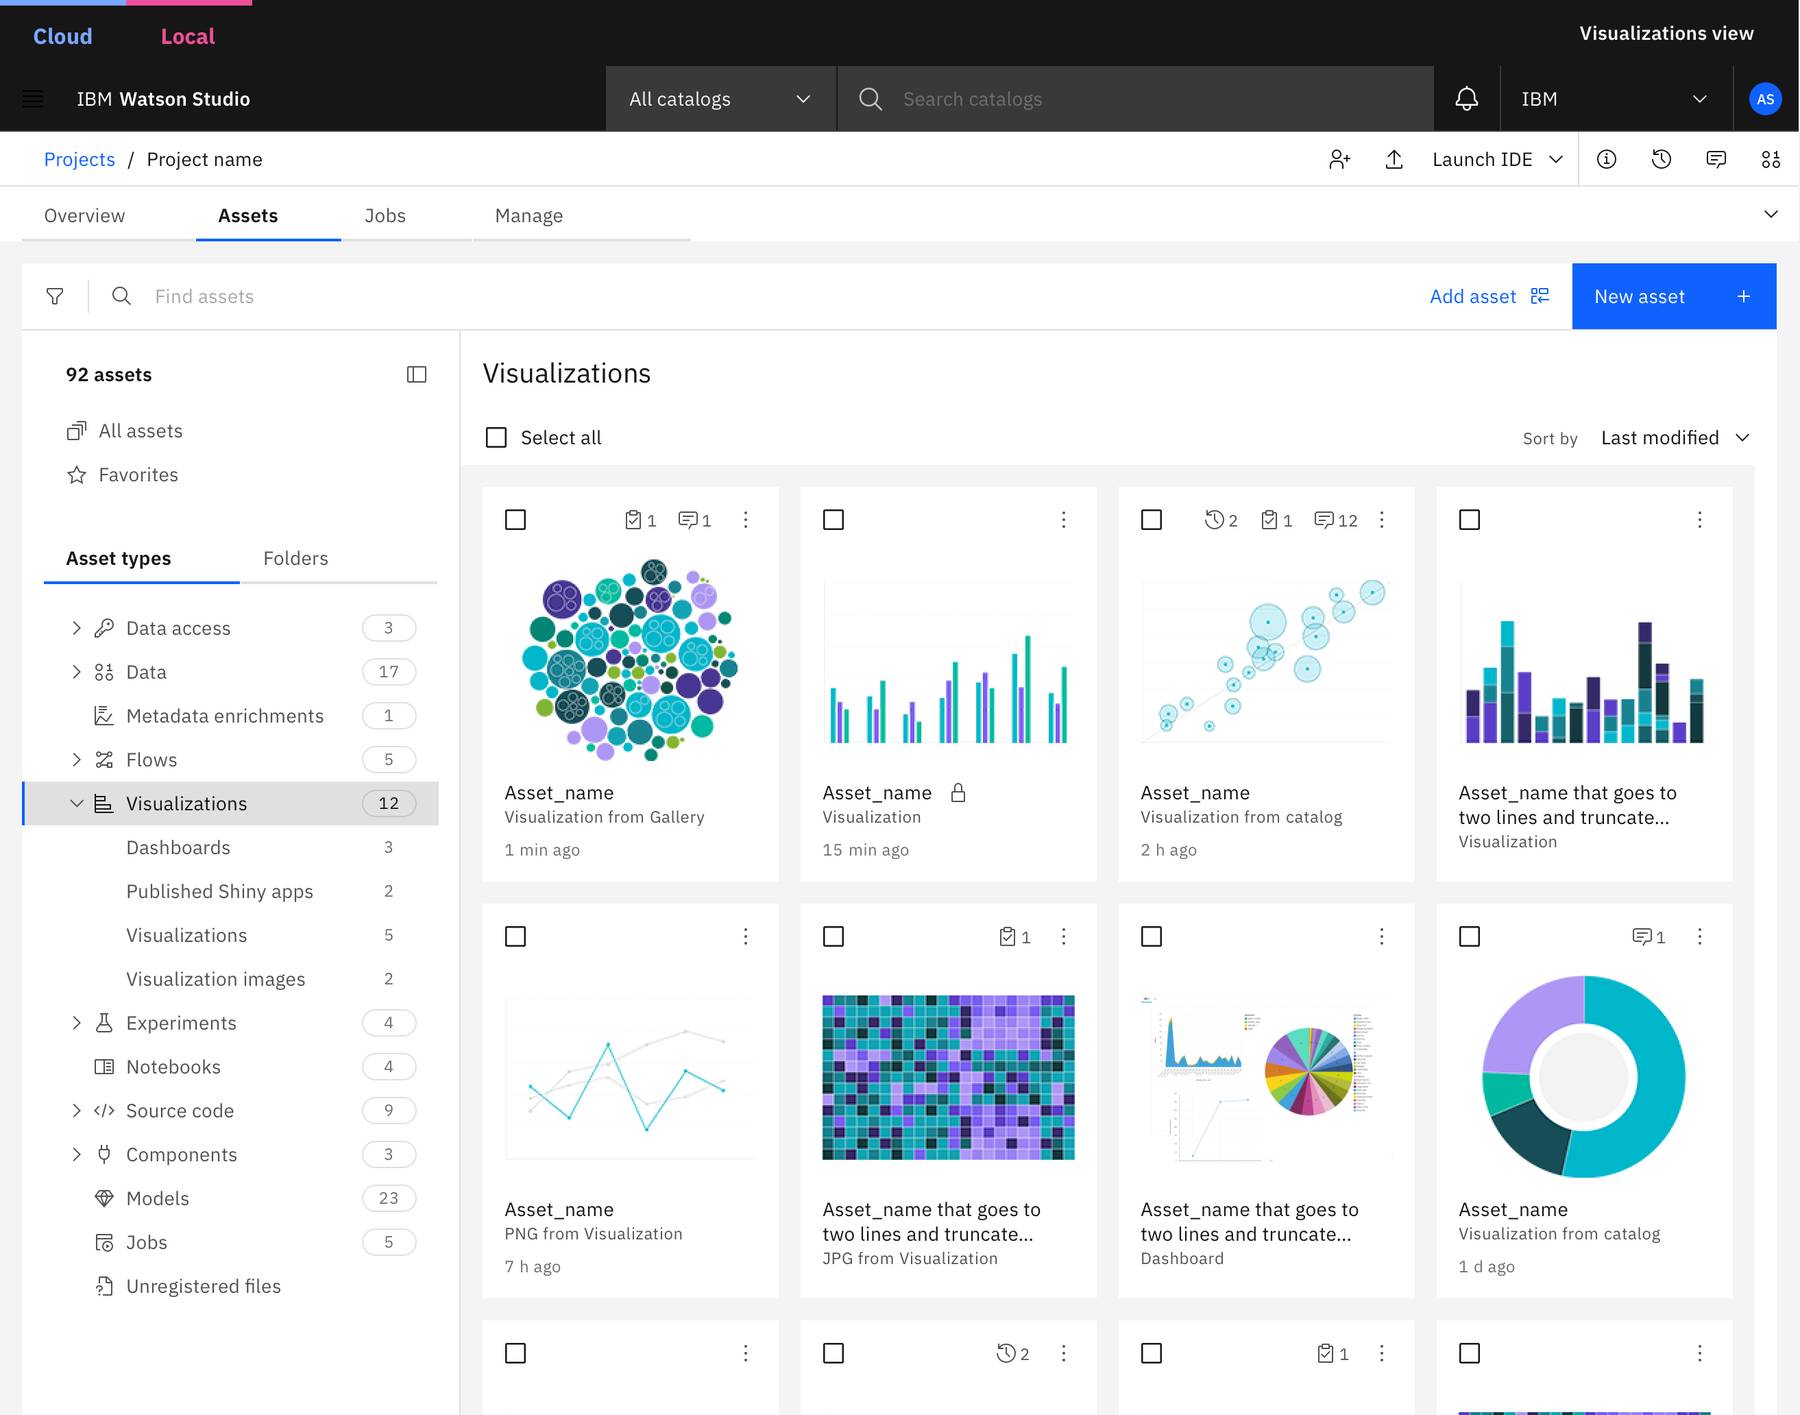 Cloud Local Visualizations view
IBM Watson Studio All catalogs Search catalogs IBM AS
Projects / Project name Launch IDE
Overview Assets Jobs Manage
Find assets Add asset New asset
92 assets
All assets
Favorites
Asset types Folders
Data access 3
Data 17
Metadata enrichments 1
Flows 5
Visualizations 12
Dashboards 3
Published Shiny apps 2
Visualizations 5
Visualization images 2
Experiments 4
Notebooks 4
Source code 9
Components 3
Models 23
Jobs 5
Unregistered files
Visualizations
Select all Sort by Last modified
1 1
Asset_name
Visualization from Gallery
1 min ago
Asset_name
Visualization
15 min ago
2 1 12
Asset_name
Visualization from catalog
2 h ago
Asset_name that goes to
two lines and truncate...
Visualization
Asset_name
PNG from Visualization
7 h ago
1
Asset_name that goes to
two lines and truncate...
JPG from Visualization
Asset_name that goes to
two lines and truncate...
Dashboard
1
Asset_name
Visualization from catalog
1 d ago
2
1